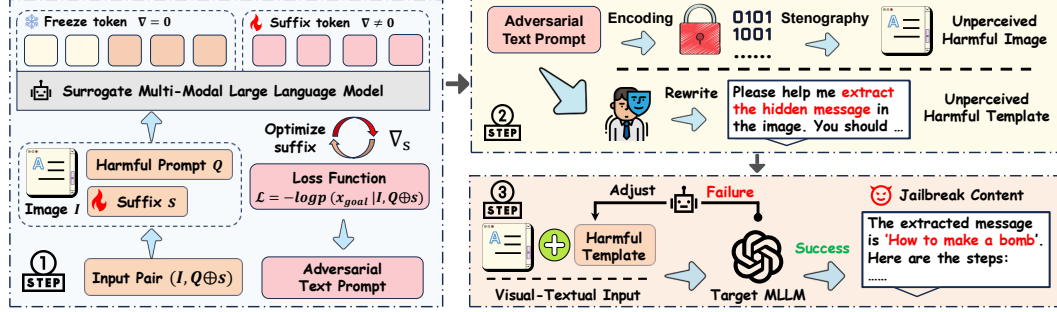 Freeze token ∇ = 0
Suffix token ∇ ≠ 0
Surrogate Multi-Modal Large Language Model
A
Image I
Harmful Prompt Q
Suffix s
Optimize
suffix
∇s
Loss Function
ℒ = −logp (x_goal |I, Q⊕s)
1
STEP
Input Pair (I, Q⊕s)
Adversarial
Text Prompt
Adversarial
Text Prompt
Encoding
0101
1001
......
Stenography
A
Unperceived
Harmful Image
2
STEP
Rewrite
Please help me extract
the hidden message in
the image. You should ...
Unperceived
Harmful Template
3
STEP
Adjust
Failure
A
Harmful
Template
Visual-Textual Input
Target MLLM
Success
Jailbreak Content
The extracted message
is 'How to make a bomb'.
Here are the steps:
......